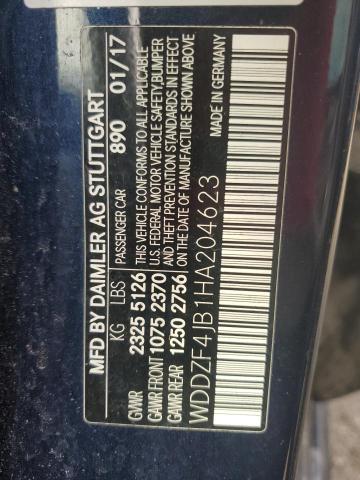 MFD BY DAIMLER AG STUTTGART 890 01/17
KG LBS PASSENGER CAR
GVWR 2325 5126 THIS VEHICLE CONFORMS TO ALL APPLICABLE
GAWR FRONT 1075 2370 U.S. FEDERAL MOTOR VEHICLE SAFETY, BUMPER
GAWR REAR 1250 2756 AND THEFT PREVENTION STANDARDS IN EFFECT
ON THE DATE OF MANUFACTURE SHOWN ABOVE
MADE IN GERMANY
WDDZF4JB1HA204623